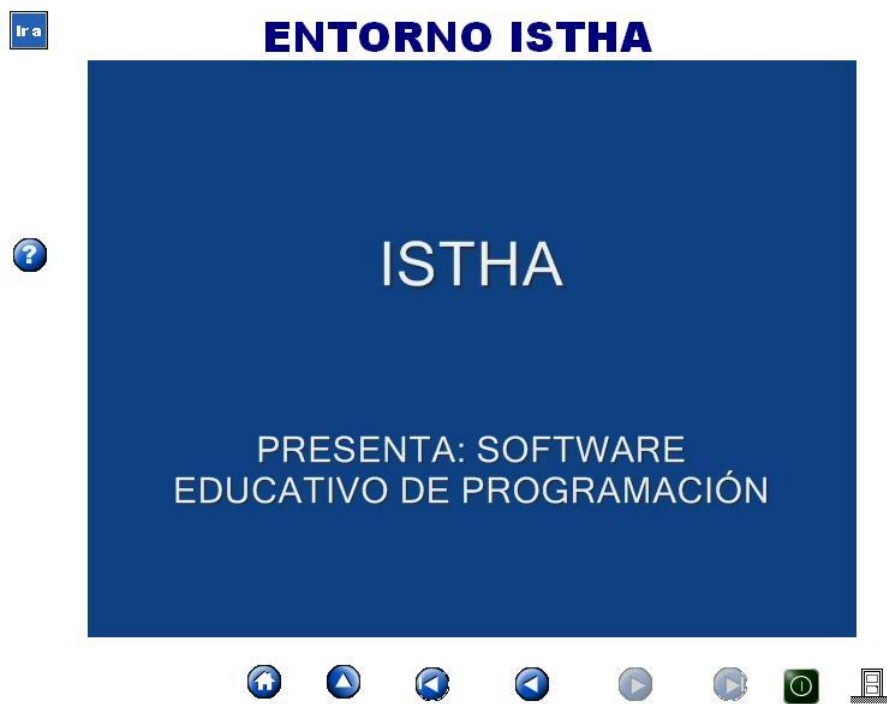 Ir a
ENTORNO ISTHA
?
ISTHA
PRESENTA: SOFTWARE
EDUCATIVO DE PROGRAMACIÓN